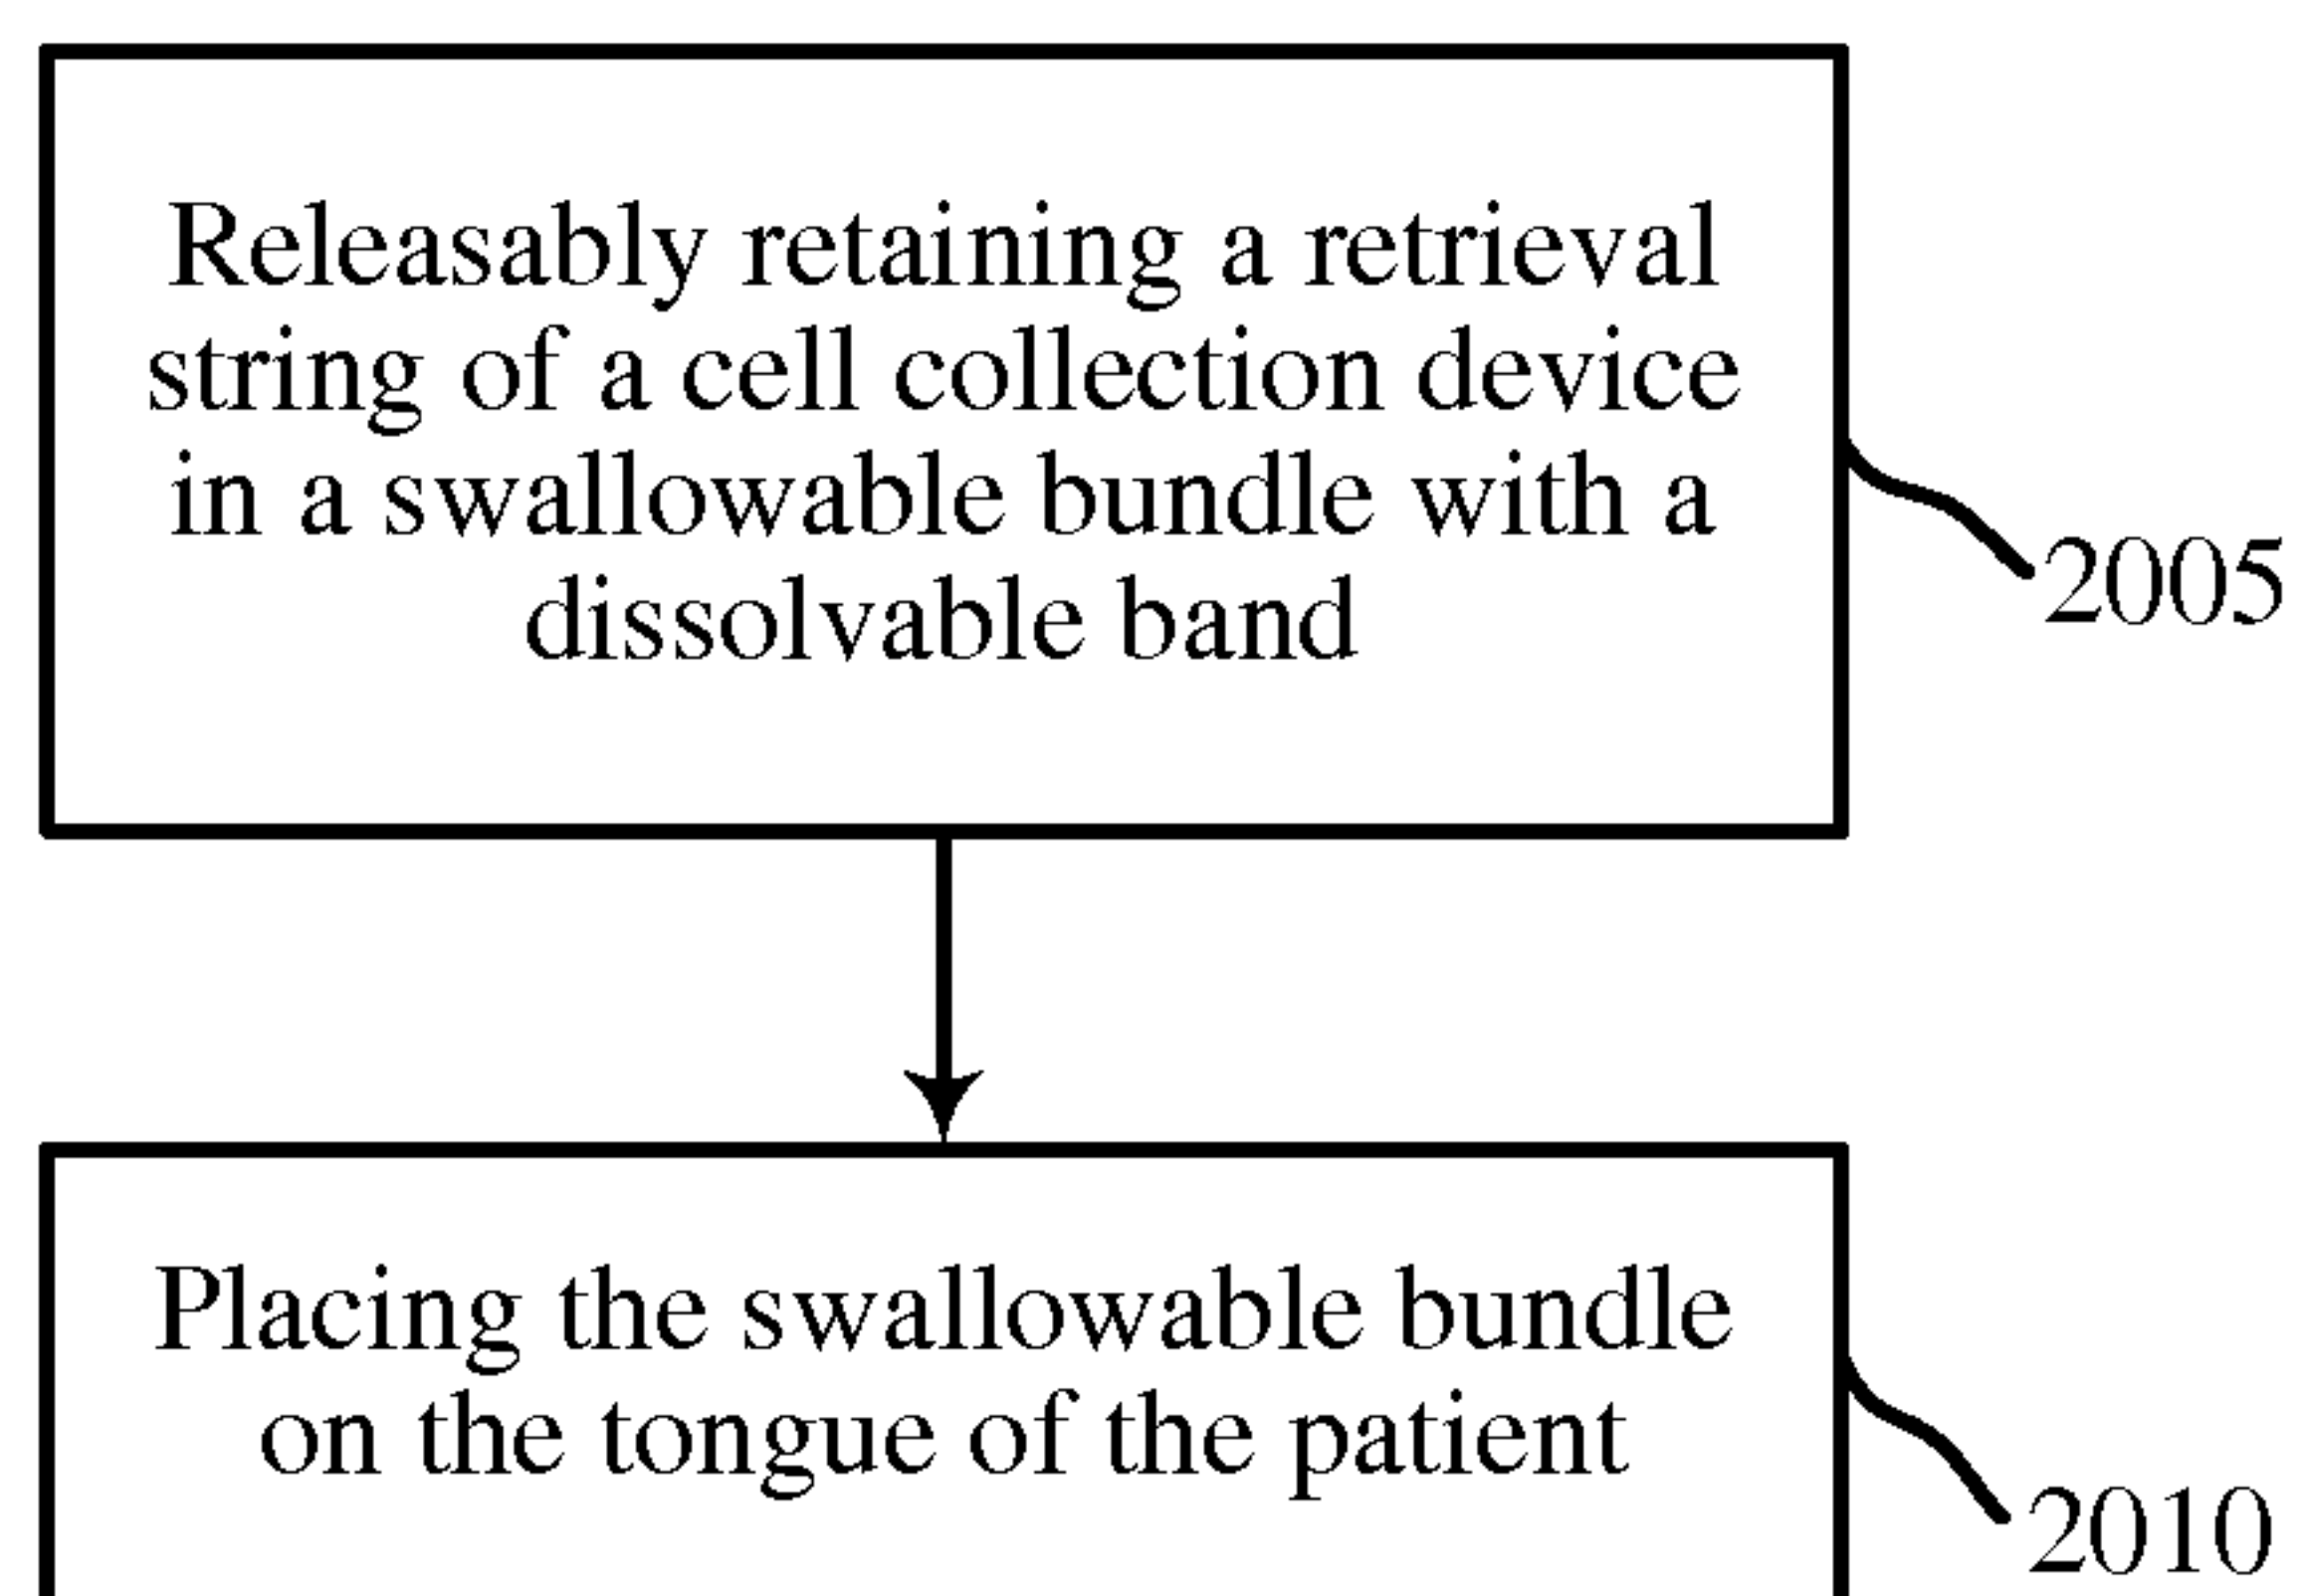 Releasably retaining a retrieval
string of a cell collection device
in a swallowable bundle with a
dissolvable band
2005
Placing the swallowable bundle
on the tongue of the patient
2010